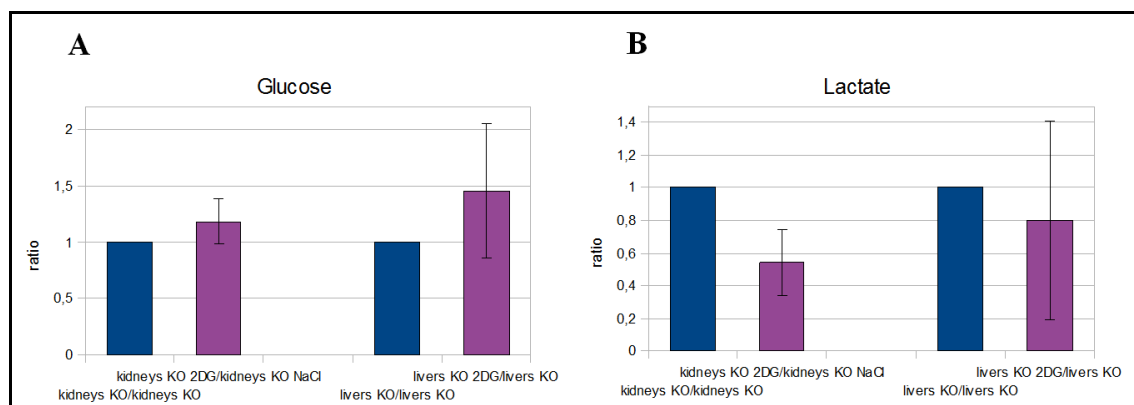 A
Glucose
ratio
2
1,5
1
0,5
0
kidneys KO 2DG/kidneys KO NaCl
livers KO 2DG/livers KO
kidneys KO/kidneys KO
livers KO/livers KO
B
Lactate
ratio
1,4
1,2
1
0,8
0,6
0,4
0,2
0
kidneys KO 2DG/kidneys KO NaCl
livers KO 2DG/livers KO
kidneys KO/kidneys KO
livers KO/livers KO